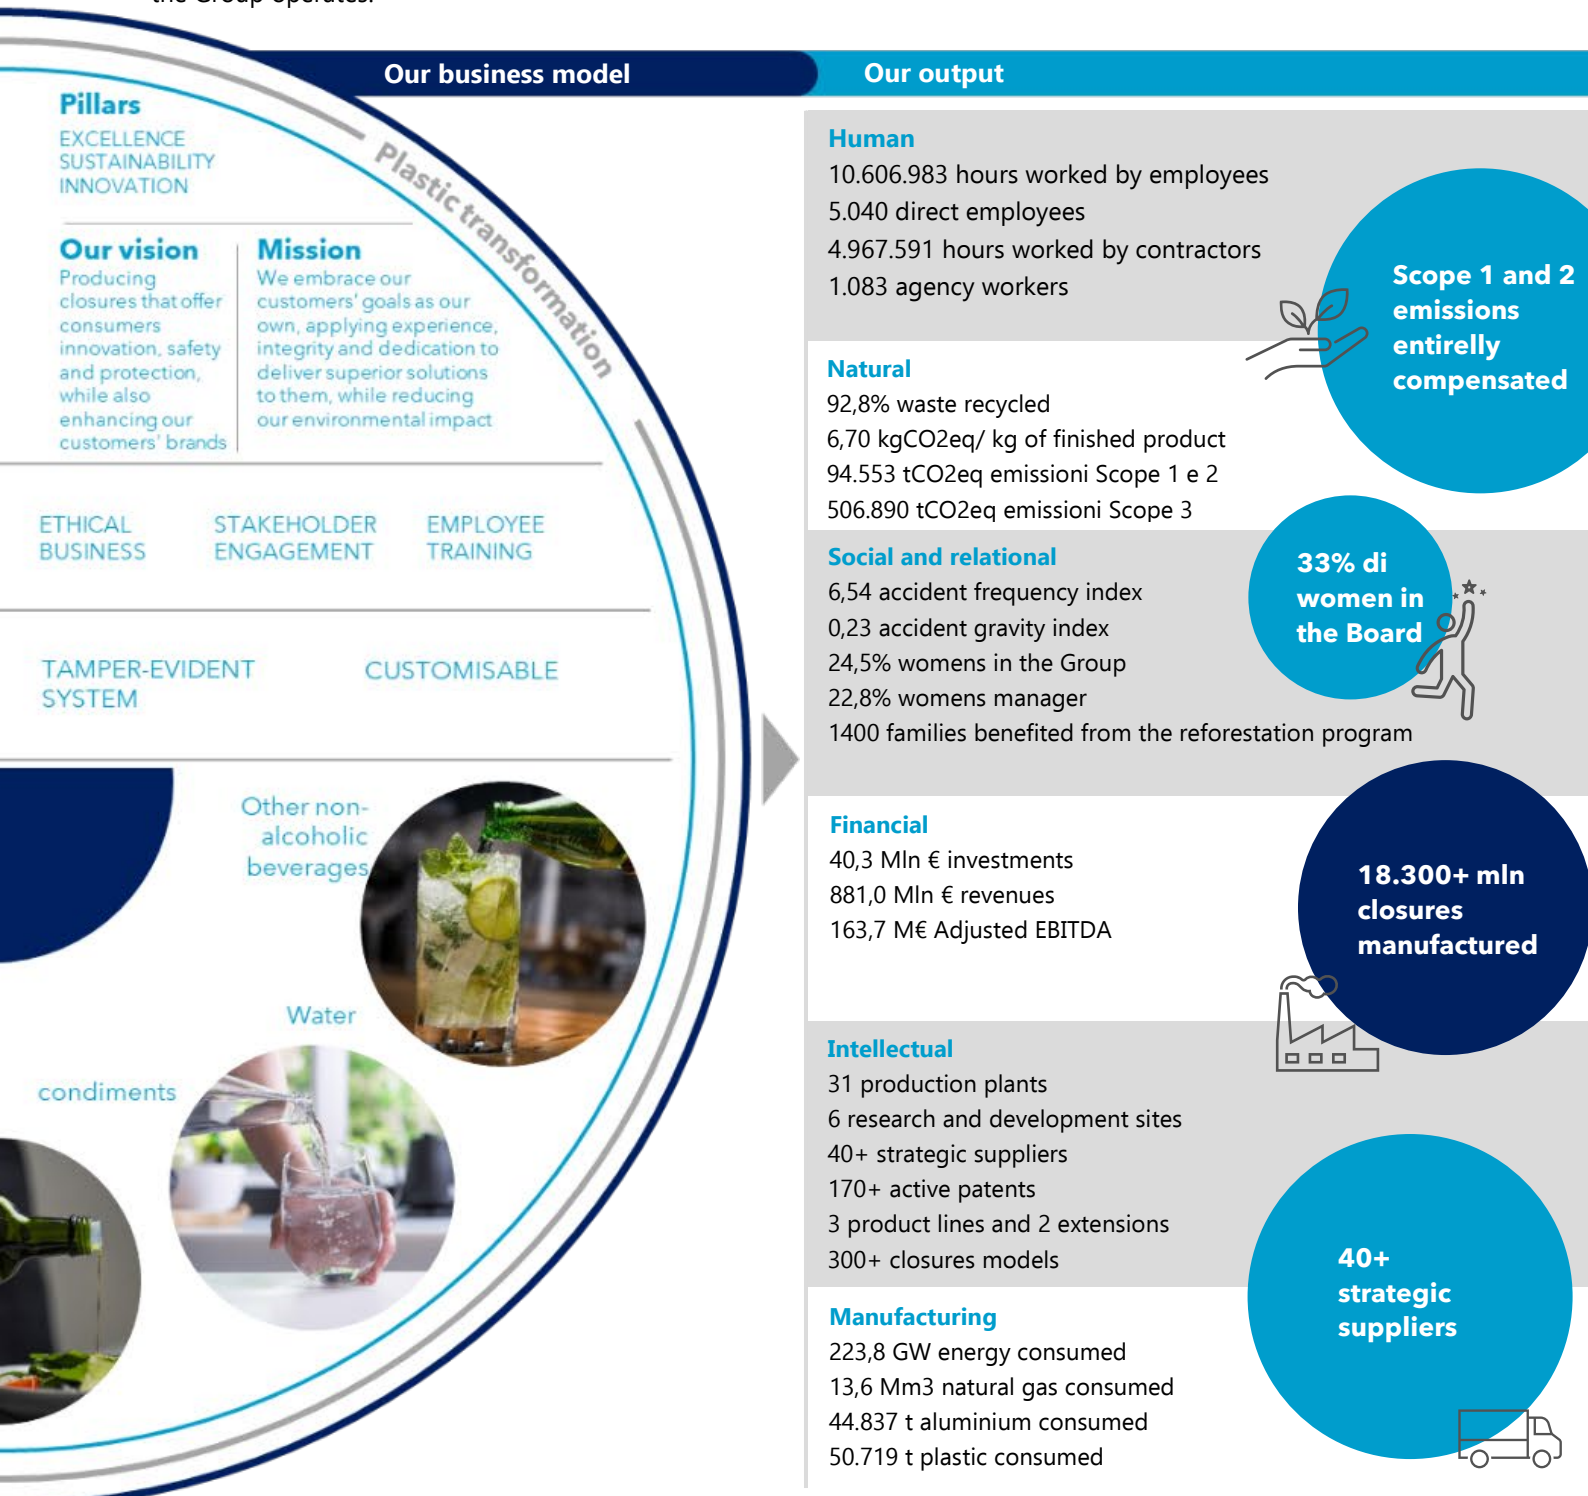 the Group operates.
Our business model
Our output
Pillars
EXCELLENCE
SUSTAINABILITY
INNOVATION
Our vision
Producing
closures that offer
consumers
innovation, safety
and protection,
while also
enhancing our
customers' brands
Mission
We embrace our
customers' goals as our
own, applying experience,
integrity and dedication to
deliver superior solutions
to them, while reducing
our environmental impact
Plastic transformation
ETHICAL
BUSINESS
STAKEHOLDER
ENGAGEMENT
EMPLOYEE
TRAINING
TAMPER-EVIDENT
SYSTEM
CUSTOMISABLE
Other non-
alcoholic
beverages
Water
condiments
Human
10.606.983 hours worked by employees
5.040 direct employees
4.967.591 hours worked by contractors
1.083 agency workers
Scope 1 and 2
emissions
entirelly
compensated
Natural
92,8% waste recycled
6,70 kgCO2eq/ kg of finished product
94.553 tCO2eq emissioni Scope 1 e 2
506.890 tCO2eq emissioni Scope 3
Social and relational
6,54 accident frequency index
0,23 accident gravity index
24,5% womens in the Group
22,8% womens manager
1400 families benefited from the reforestation program
33% di
women in
the Board
Financial
40,3 Mln € investments
881,0 Mln € revenues
163,7 M€ Adjusted EBITDA
18.300+ mln
closures
manufactured
Intellectual
31 production plants
6 research and development sites
40+ strategic suppliers
170+ active patents
3 product lines and 2 extensions
300+ closures models
40+
strategic
suppliers
Manufacturing
223,8 GW energy consumed
13,6 Mm3 natural gas consumed
44.837 t aluminium consumed
50.719 t plastic consumed